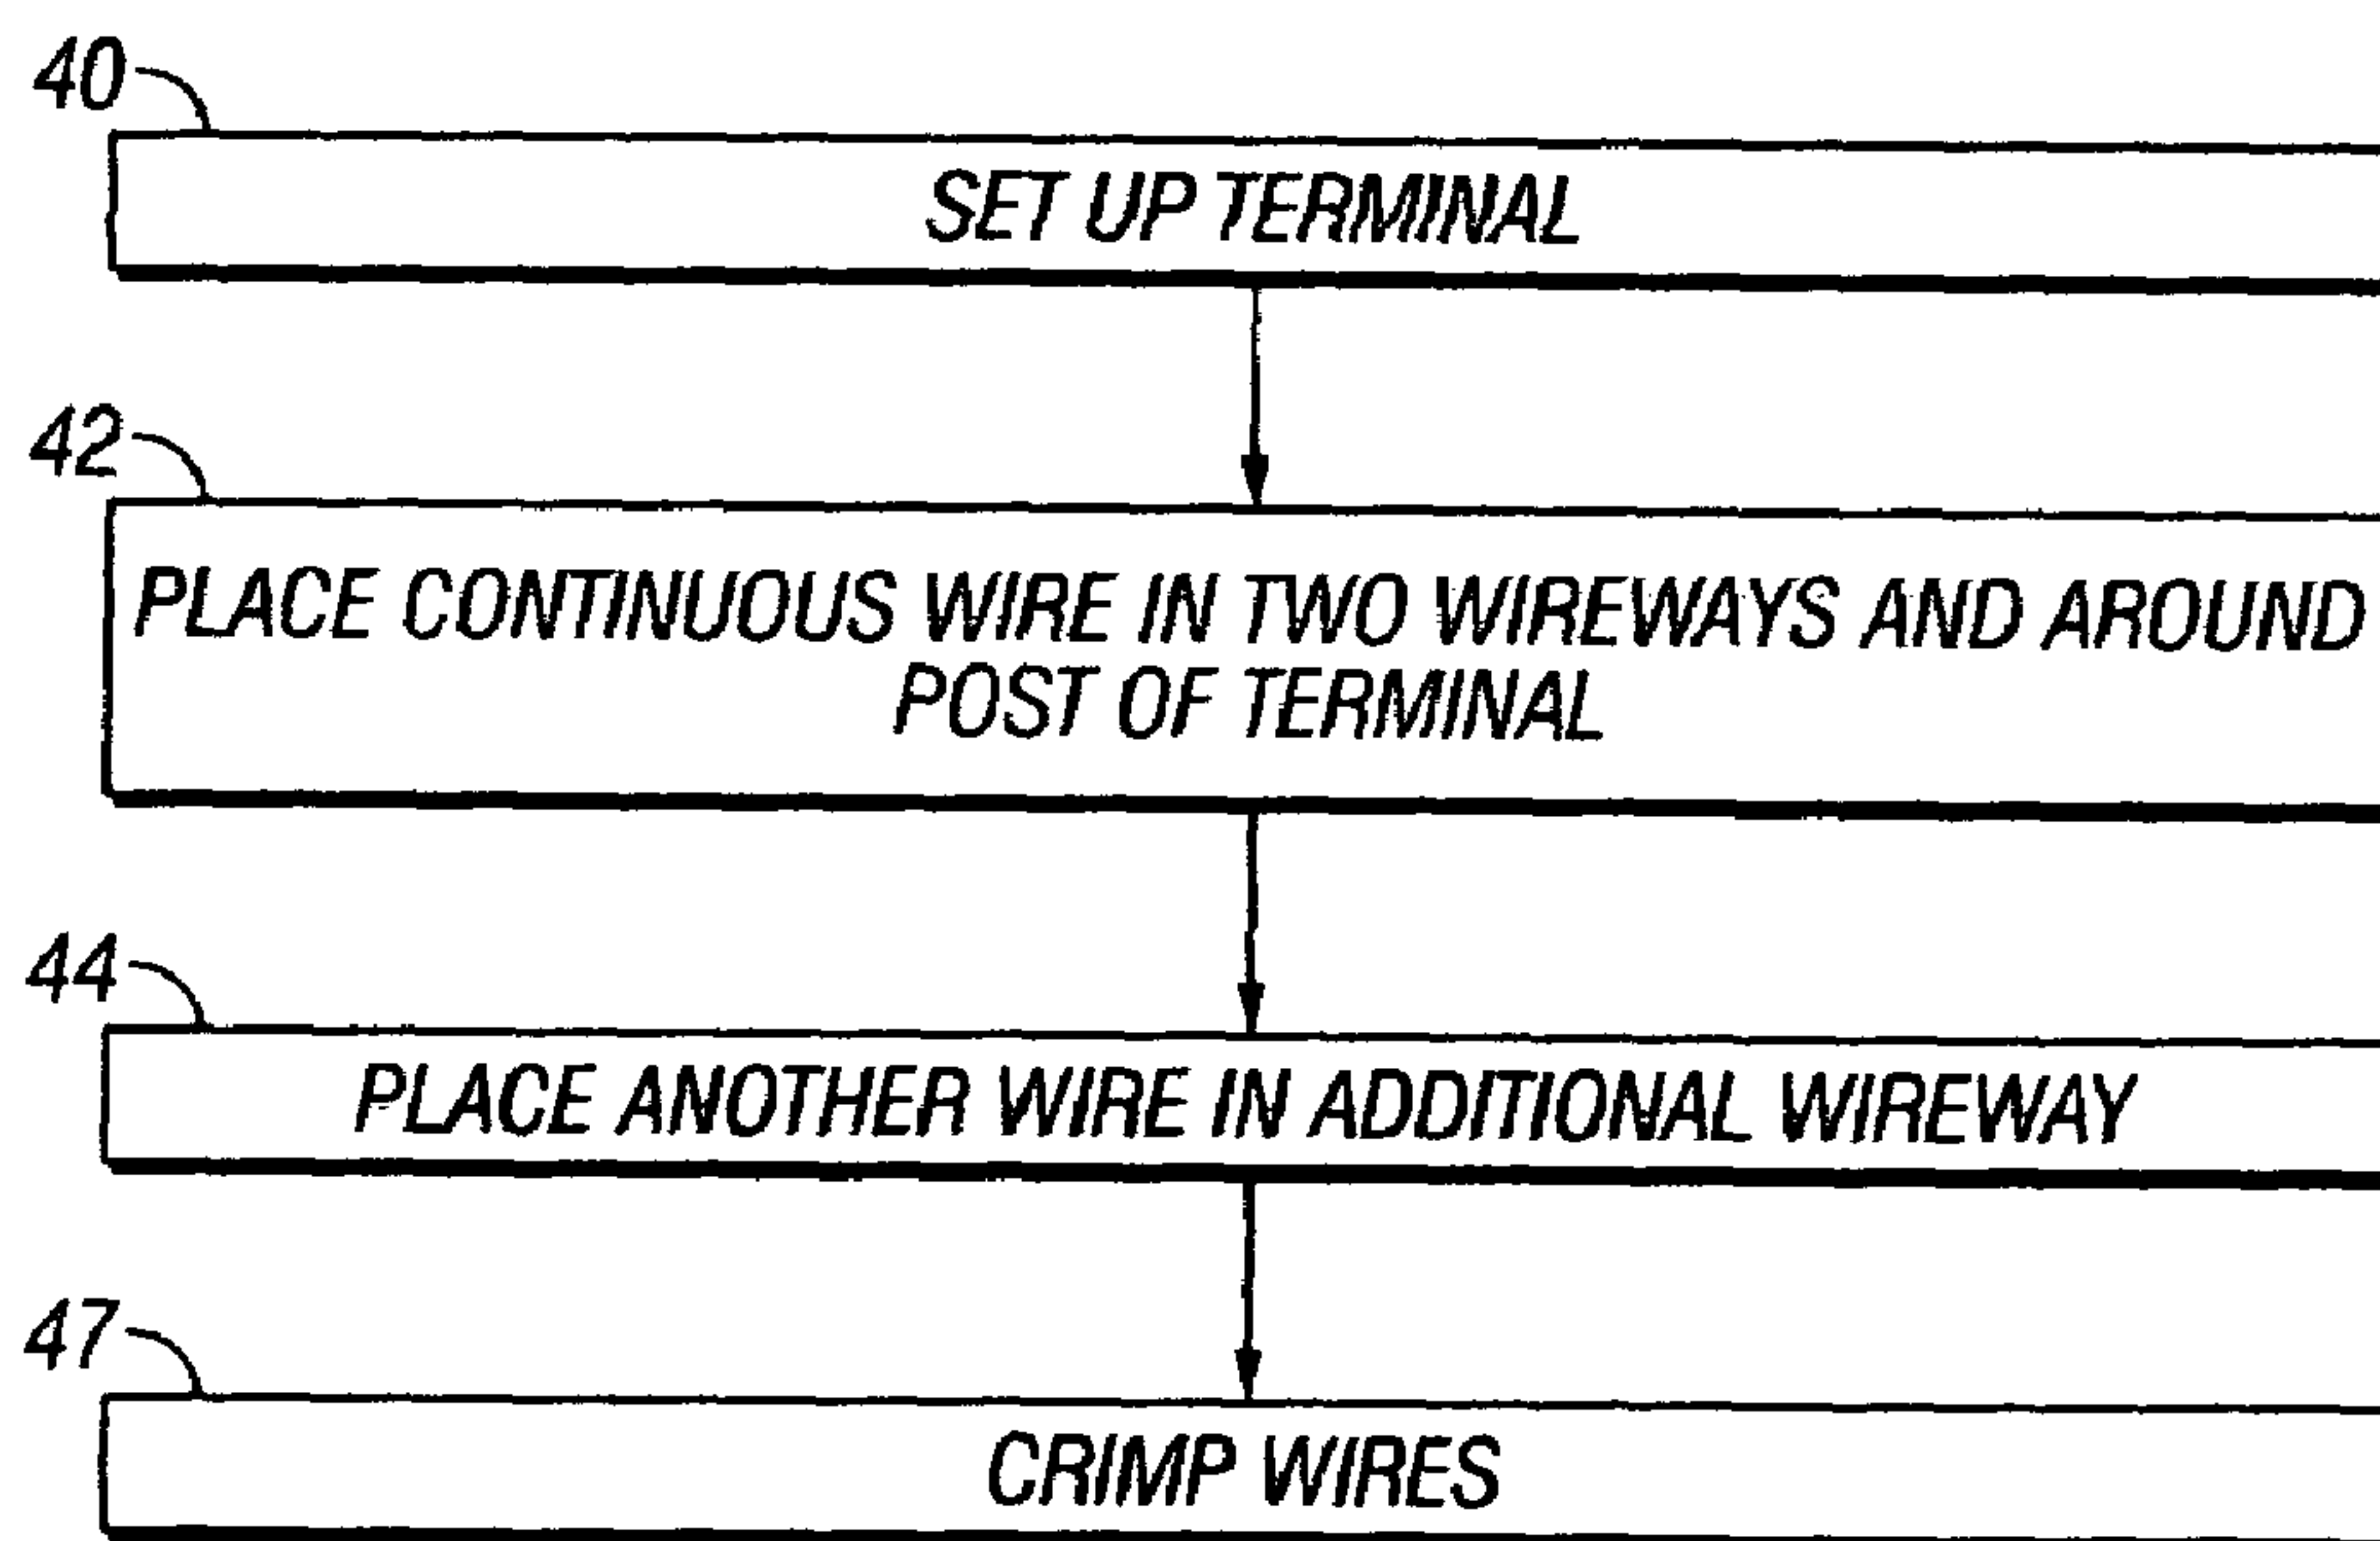 40
SET UP TERMINAL
42
PLACE CONTINUOUS WIRE IN TWO WIREWAYS AND AROUND
POST OF TERMINAL
44
PLACE ANOTHER WIRE IN ADDITIONAL WIREWAY
47
CRIMP WIRES